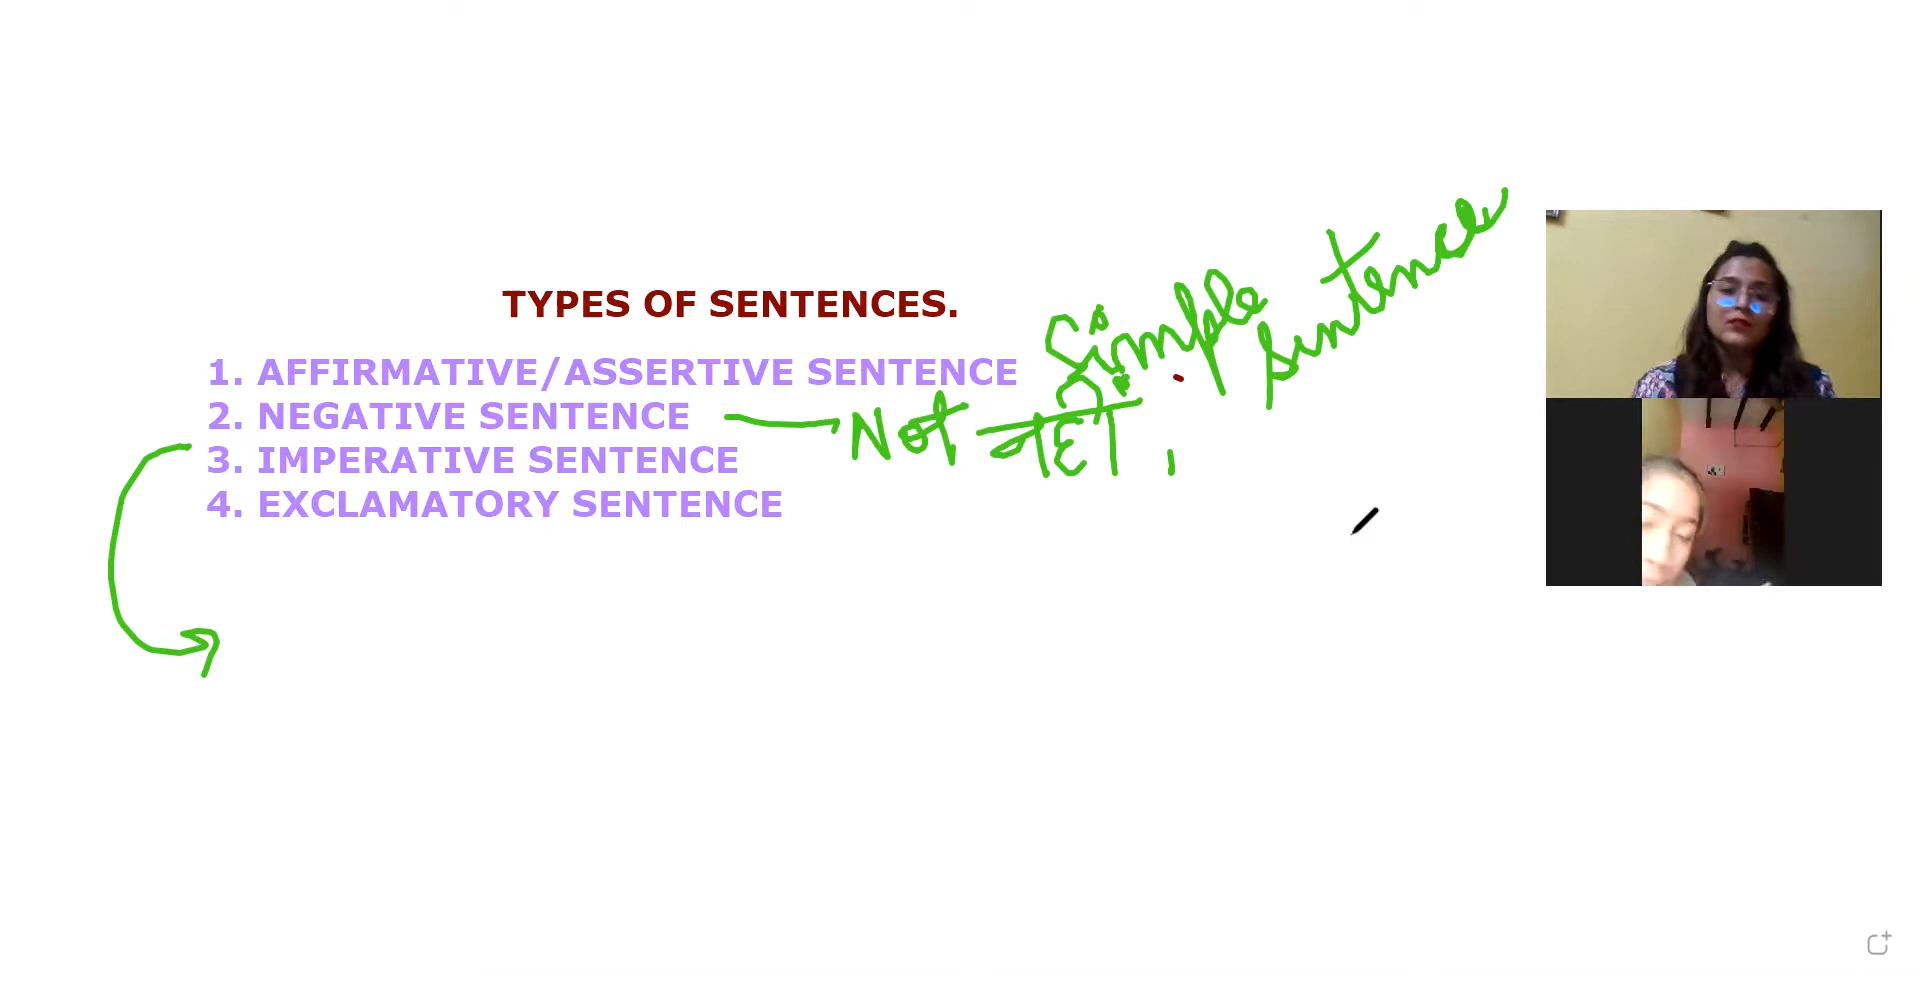 TYPES OF SENTENCES.
1. AFFIRMATIVE/ASSERTIVE SENTENCE
Simple sentence
2. NEGATIVE SENTENCE
Not नहीं
3. IMPERATIVE SENTENCE
4. EXCLAMATORY SENTENCE